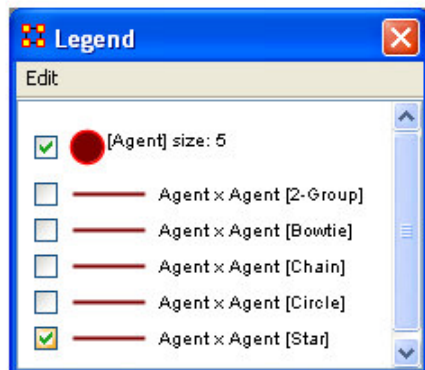 Legend
Edit
[Agent] size: 5
Agent x Agent [2-Group]
Agent x Agent [Bowtie]
Agent x Agent [Chain]
Agent x Agent [Circle]
Agent x Agent [Star]